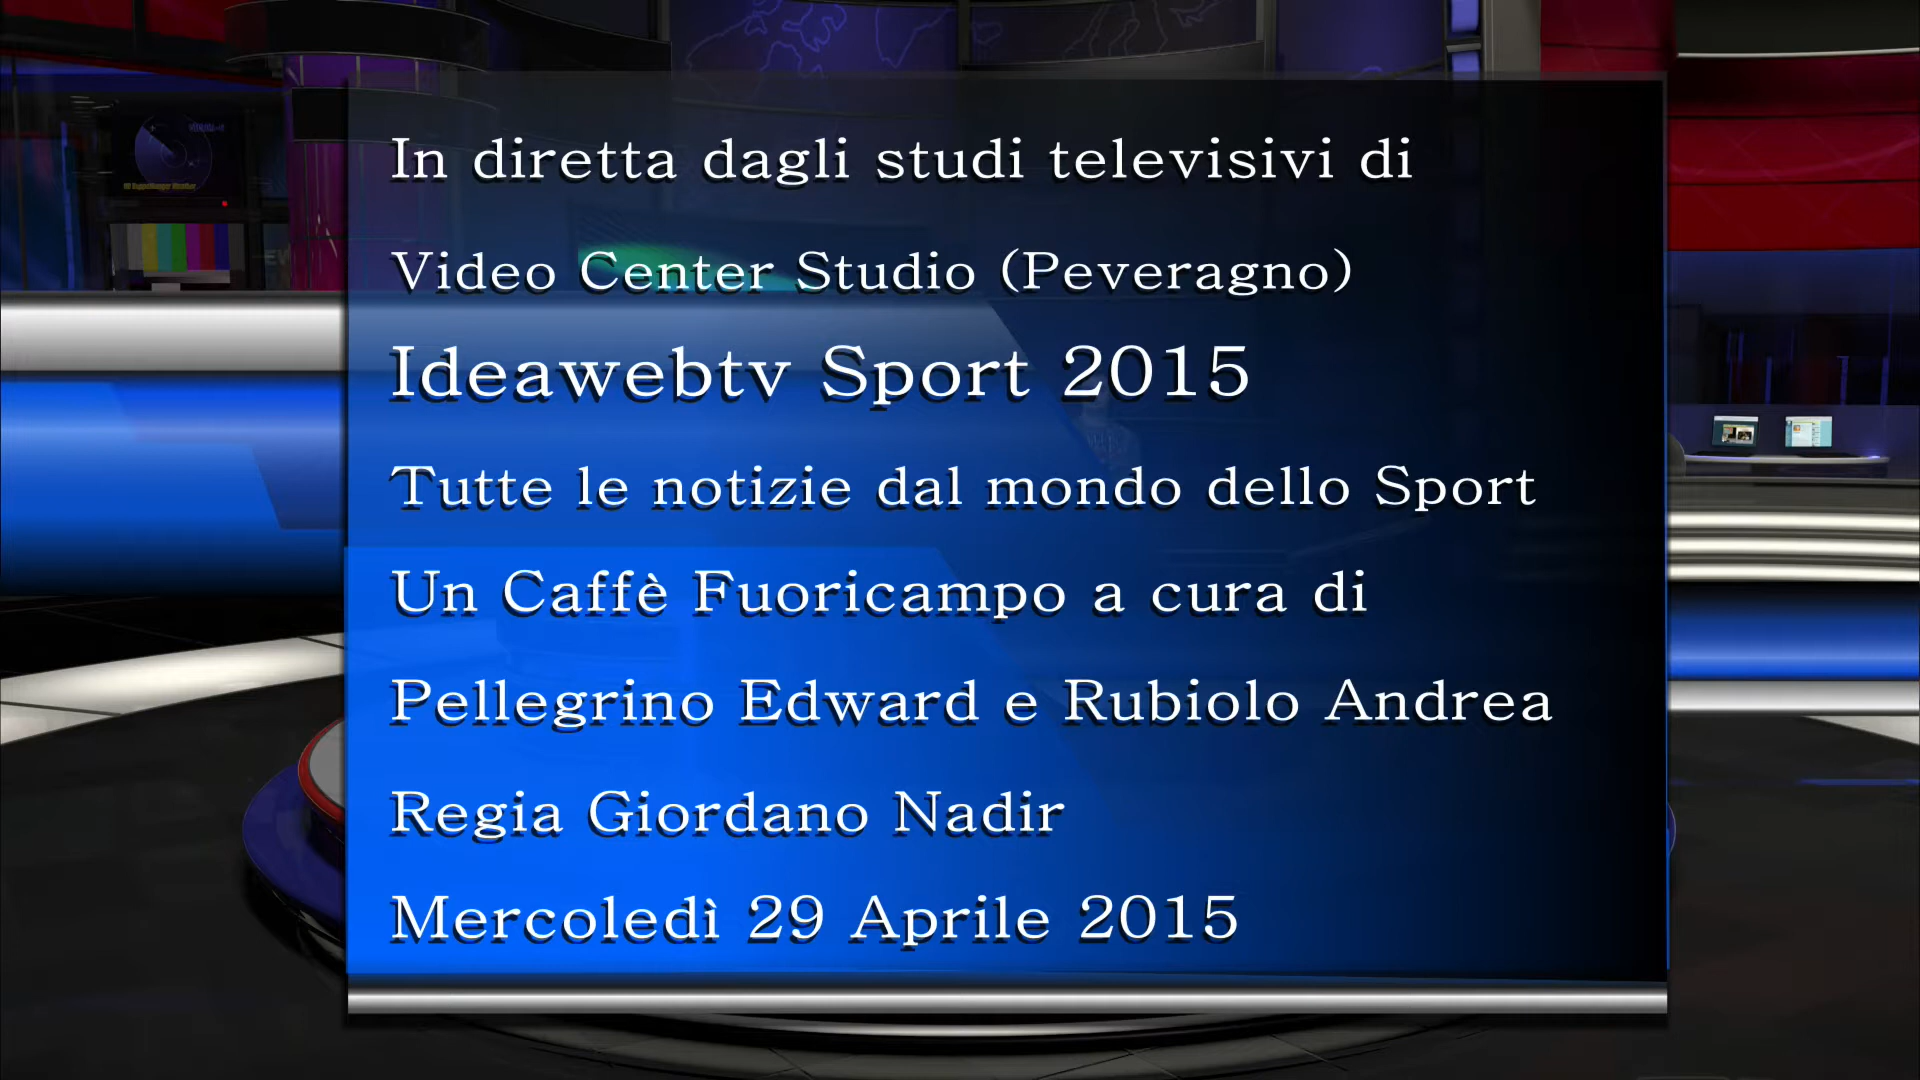 In diretta dagli studi televisivi di
Video Center Studio (Peveragno)
Ideawebtv Sport 2015
Tutte le notizie dal mondo dello Sport
Un Caffè Fuoricampo a cura di
Pellegrino Edward e Rubiolo Andrea
Regia Giordano Nadir
Mercoledì 29 Aprile 2015